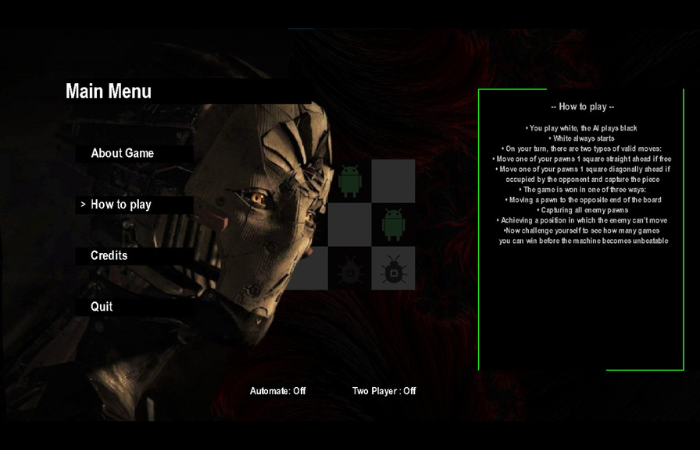 Main Menu
About Game
> How to play
Credits
Quit
Automate: Off
Two Player : Off
-- How to play --
• You play white, the AI plays black
• White always starts
• On your turn, there are two types of valid moves:
• Move one of your pawns 1 square straight ahead if free
• Move one of your pawns 1 square diagonally ahead if
occupied by the opponent and capture the piece
• The game is won in one of three ways:
• Moving a pawn to the opposite end of the board
• Capturing all enemy pawns
• Achieving a position in which the enemy can't move
•Now challenge yourself to see how many games
you can win before the machine becomes unbeatable